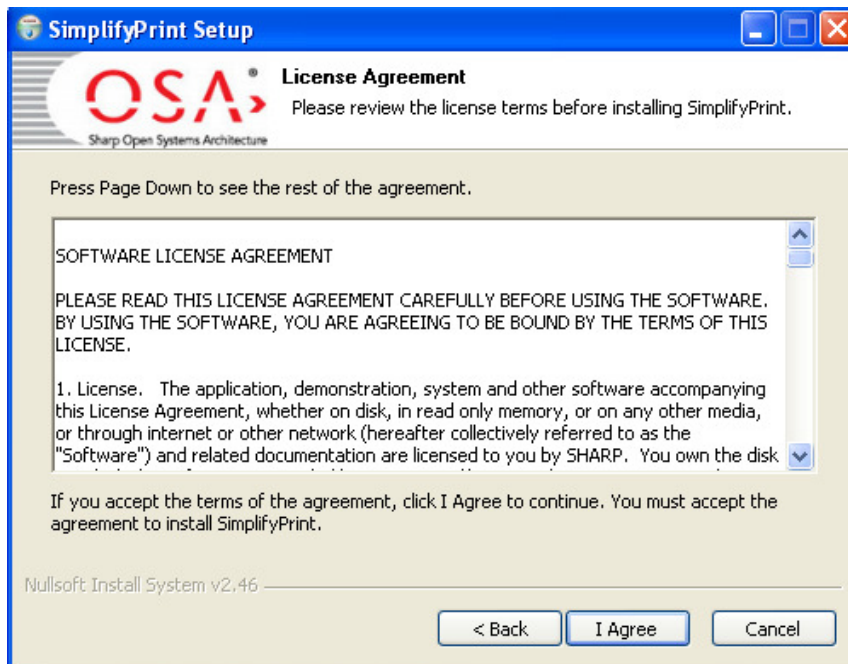 SimplifyPrint Setup
OSA®
Sharp Open Systems Architecture
License Agreement
Please review the license terms before installing SimplifyPrint.
Press Page Down to see the rest of the agreement.
SOFTWARE LICENSE AGREEMENT
PLEASE READ THIS LICENSE AGREEMENT CAREFULLY BEFORE USING THE SOFTWARE.
BY USING THE SOFTWARE, YOU ARE AGREEING TO BE BOUND BY THE TERMS OF THIS
LICENSE.
1. License.   The application, demonstration, system and other software accompanying
this License Agreement, whether on disk, in read only memory, or on any other media,
or through internet or other network (hereafter collectively referred to as the
"Software") and related documentation are licensed to you by SHARP.  You own the disk
If you accept the terms of the agreement, click I Agree to continue. You must accept the
agreement to install SimplifyPrint.
Nullsoft Install System v2.46
< Back
I Agree
Cancel